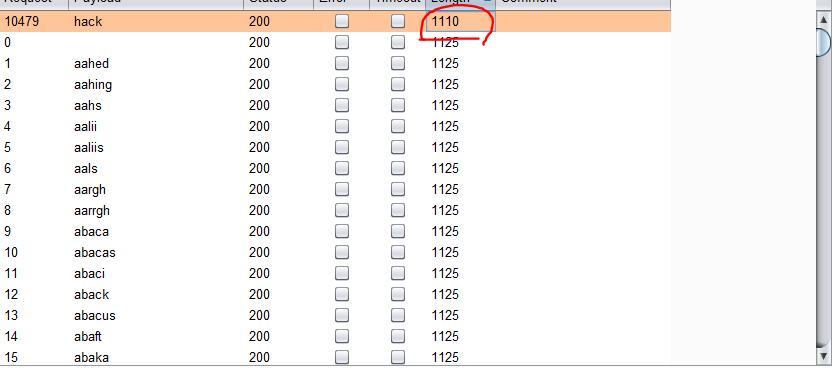 Request Payload Status Error Timeout Length Comment
10479 hack 200 1110
0 200 1125
1 aahed 200 1125
2 aahing 200 1125
3 aahs 200 1125
4 aalii 200 1125
5 aaliis 200 1125
6 aals 200 1125
7 aargh 200 1125
8 aarrgh 200 1125
9 abaca 200 1125
10 abacas 200 1125
11 abaci 200 1125
12 aback 200 1125
13 abacus 200 1125
14 abaft 200 1125
15 abaka 200 1125